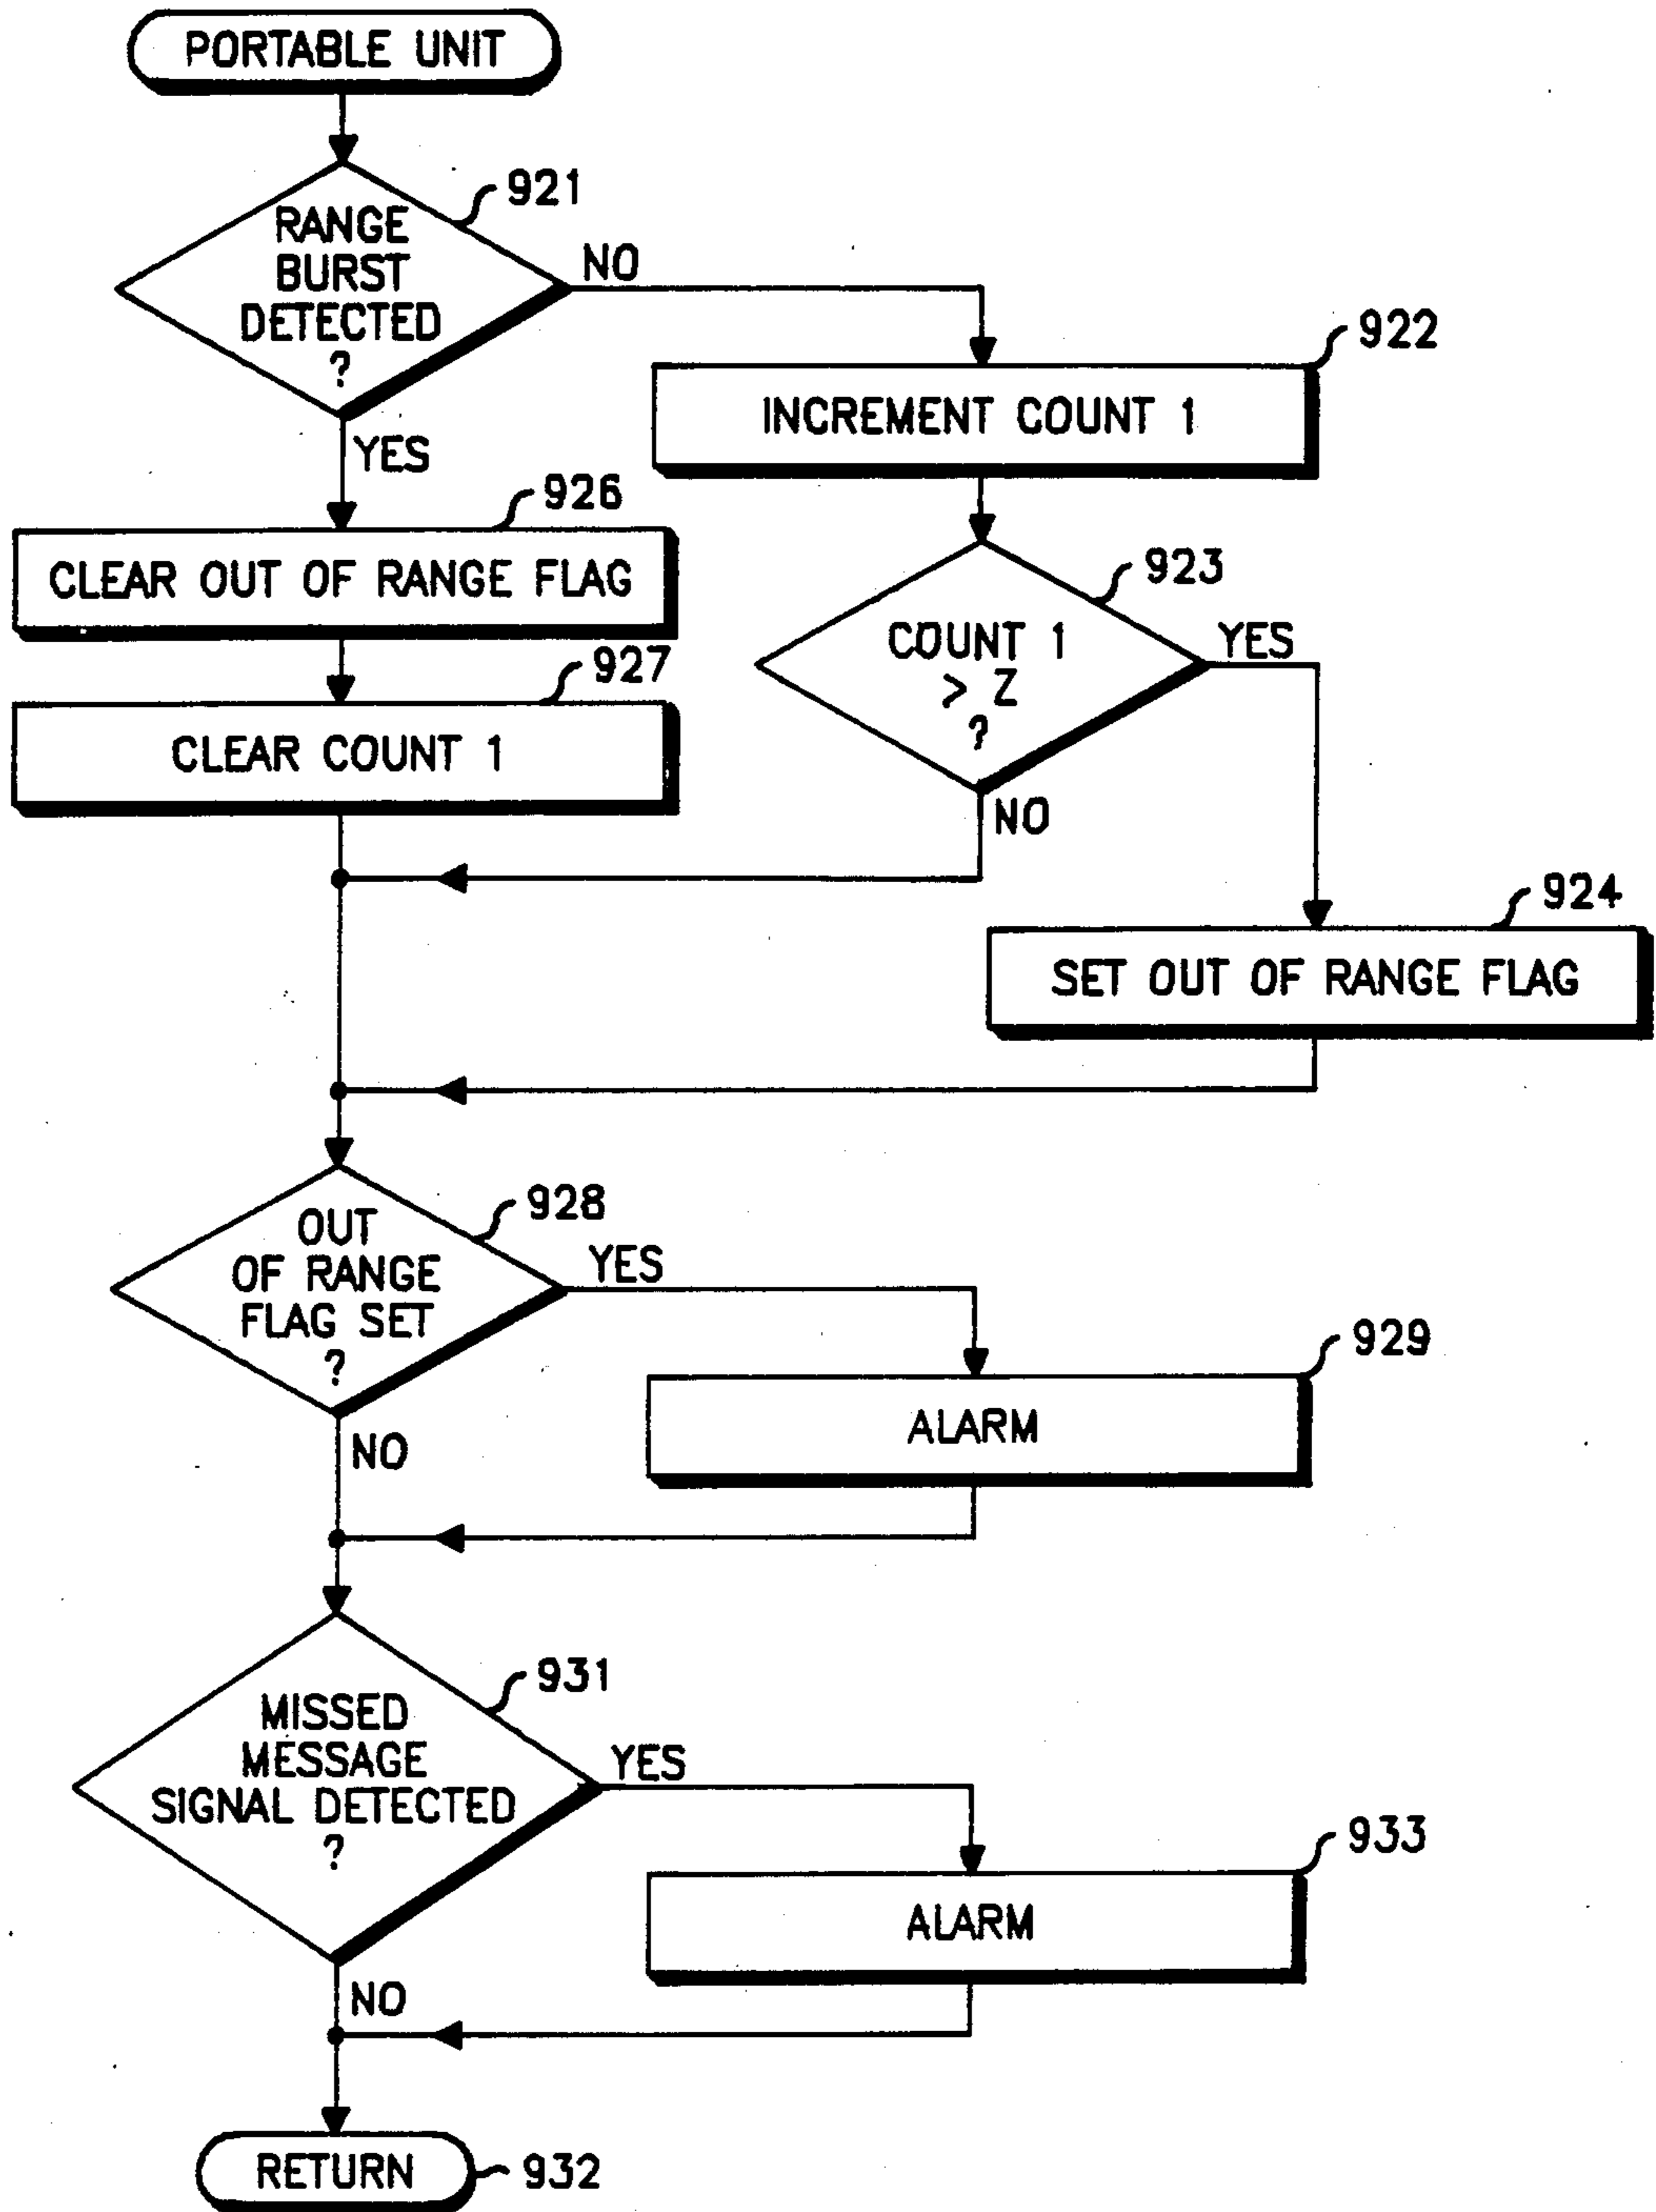 PORTABLE UNIT
921
RANGE
BURST
DETECTED
?
NO
YES
922
INCREMENT COUNT 1
926
CLEAR OUT OF RANGE FLAG
923
COUNT 1
> Z
?
YES
NO
927
CLEAR COUNT 1
924
SET OUT OF RANGE FLAG
928
OUT
OF RANGE
FLAG SET
?
YES
NO
929
ALARM
931
MISSED
MESSAGE
SIGNAL DETECTED
?
YES
NO
933
ALARM
RETURN
932